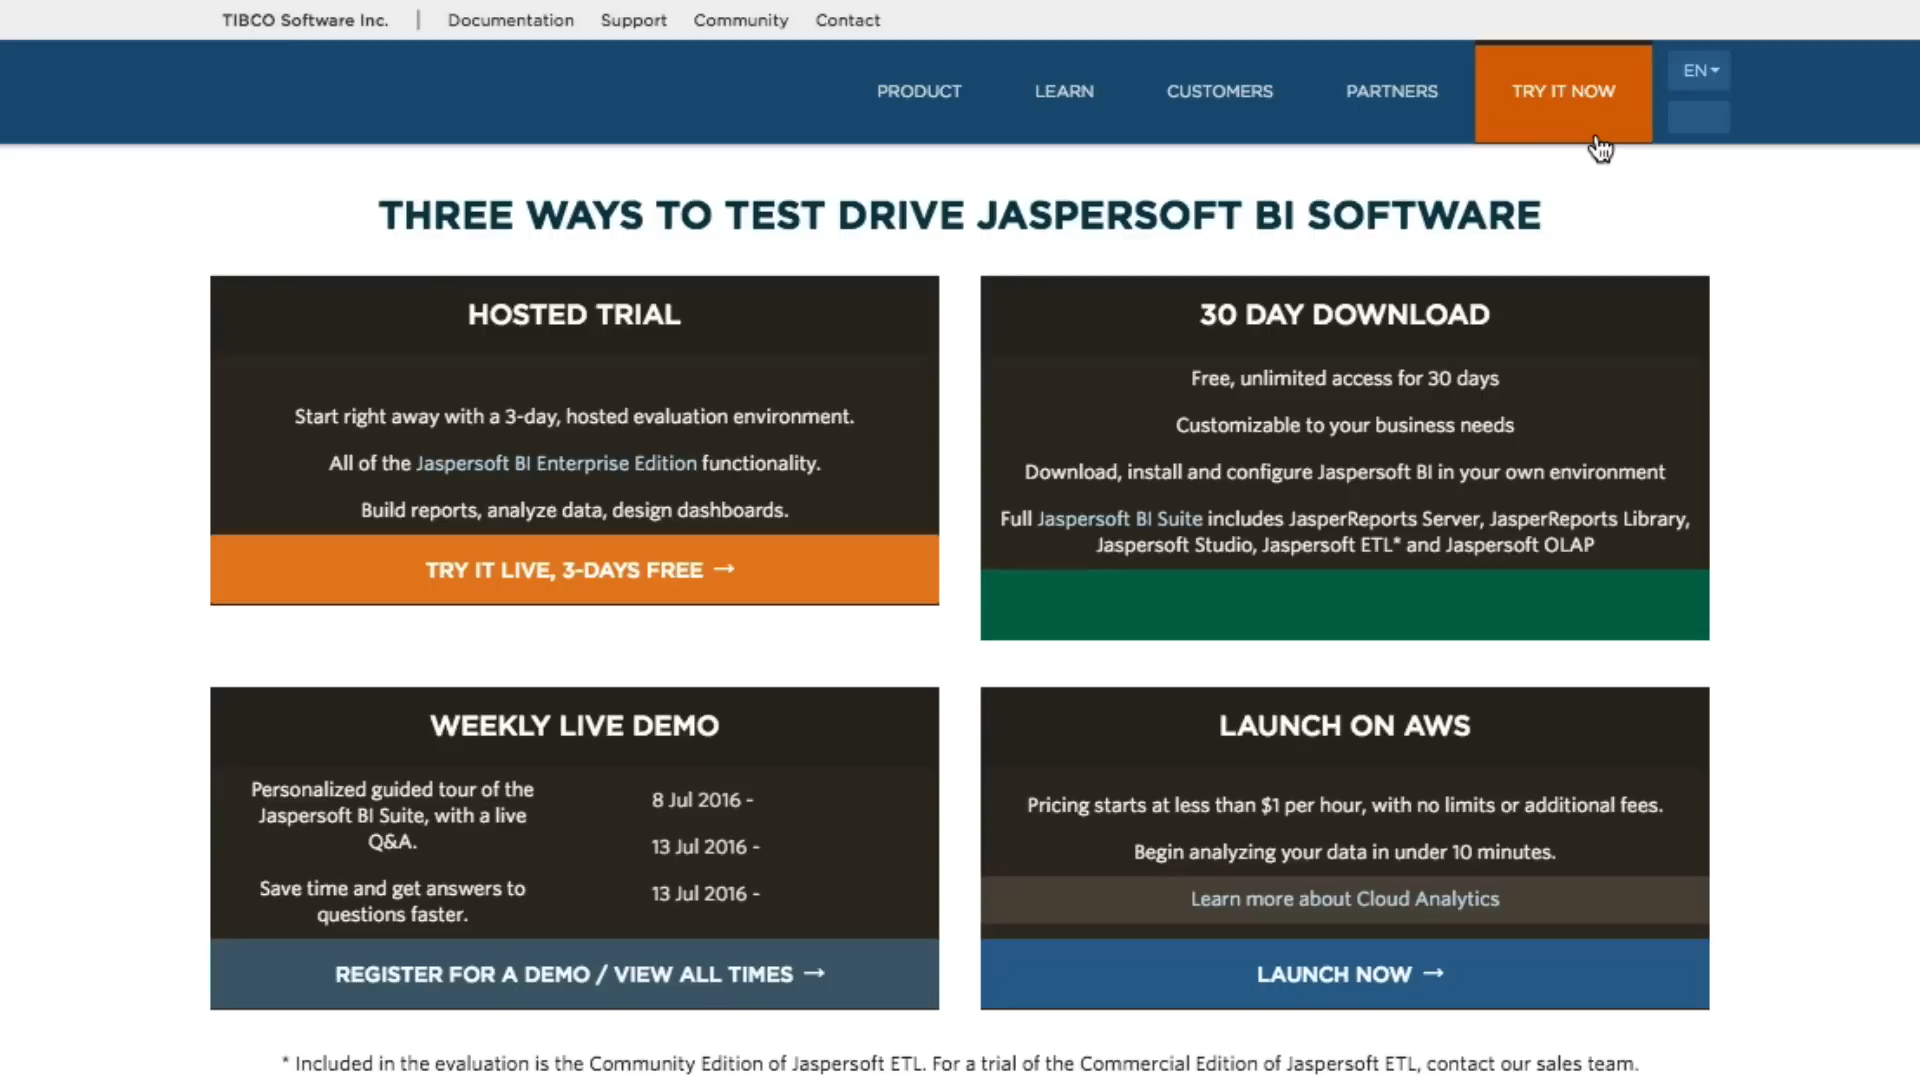 TIBCO Software Inc. | Documentation Support Community Contact
PRODUCT LEARN CUSTOMERS PARTNERS TRY IT NOW EN
THREE WAYS TO TEST DRIVE JASPERSOFT BI SOFTWARE
HOSTED TRIAL
Start right away with a 3-day, hosted evaluation environment.
All of the Jaspersoft BI Enterprise Edition functionality.
Build reports, analyze data, design dashboards.
TRY IT LIVE, 3-DAYS FREE →
30 DAY DOWNLOAD
Free, unlimited access for 30 days
Customizable to your business needs
Download, install and configure Jaspersoft BI in your own environment
Full Jaspersoft BI Suite includes JasperReports Server, JasperReports Library,
Jaspersoft Studio, Jaspersoft ETL* and Jaspersoft OLAP
WEEKLY LIVE DEMO
Personalized guided tour of the
Jaspersoft BI Suite, with a live
Q&A.
Save time and get answers to
questions faster.
8 Jul 2016 -
13 Jul 2016 -
13 Jul 2016 -
REGISTER FOR A DEMO / VIEW ALL TIMES →
LAUNCH ON AWS
Pricing starts at less than $1 per hour, with no limits or additional fees.
Begin analyzing your data in under 10 minutes.
Learn more about Cloud Analytics
LAUNCH NOW →
* Included in the evaluation is the Community Edition of Jaspersoft ETL. For a trial of the Commercial Edition of Jaspersoft ETL, contact our sales team.